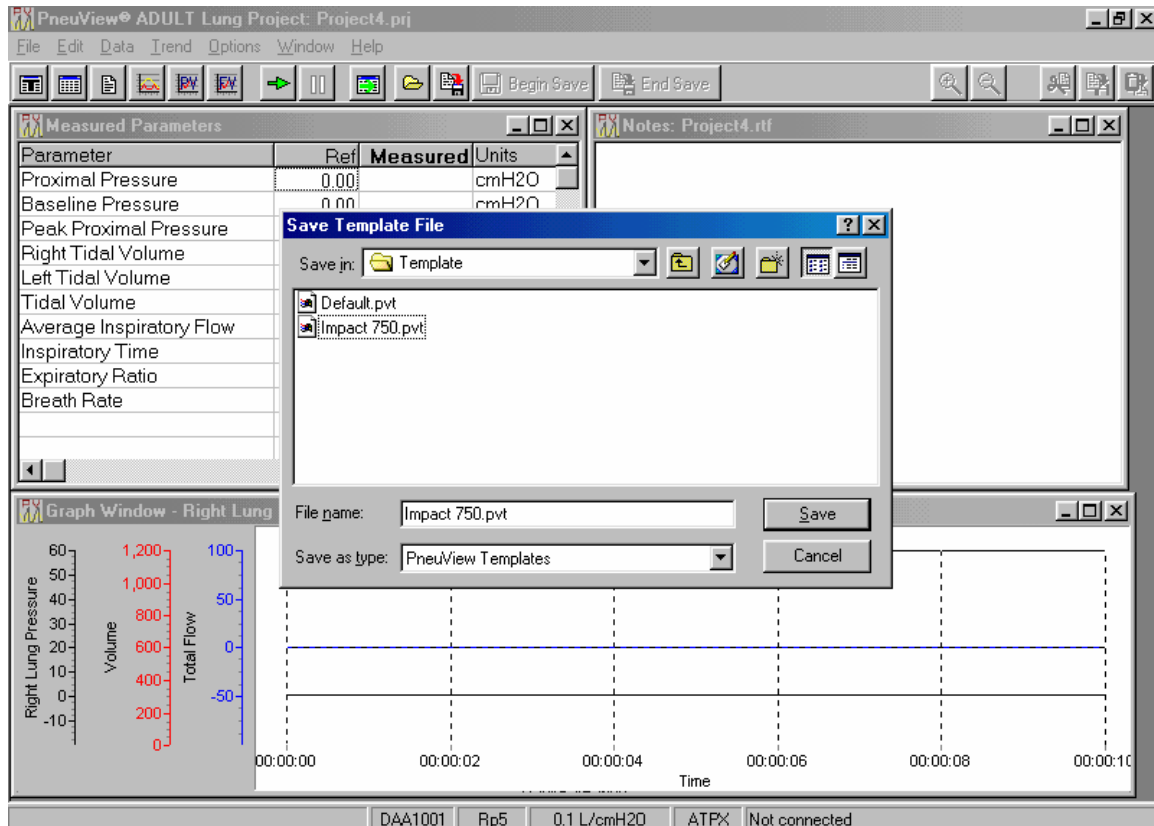 PneuView® ADULT Lung Project: Project4.prj
File Edit Data Trend Options Window Help
Begin Save End Save
Measured Parameters
Parameter Ref Measured Units
Proximal Pressure 0.00 cmH2O
Baseline Pressure 0.00 cmH2O
Peak Proximal Pressure
Right Tidal Volume
Left Tidal Volume
Tidal Volume
Average Inspiratory Flow
Inspiratory Time
Expiratory Ratio
Breath Rate
Notes: Project4.rtf
Save Template File
Save in: Template
Default.pvt
Impact 750.pvt
File name: Impact 750.pvt Save
Save as type: PneuView Templates Cancel
Graph Window - Right Lung
Right Lung Pressure
60
50
40
30
20
10
0
-10
Volume
1,200
1,000
800
600
400
200
0
Total Flow
100
50
0
-50
00:00:00 00:00:02 00:00:04 00:00:06 00:00:08 00:00:10
Time
DAA1001 Rp5 0.1 L/cmH2O ATPX Not connected